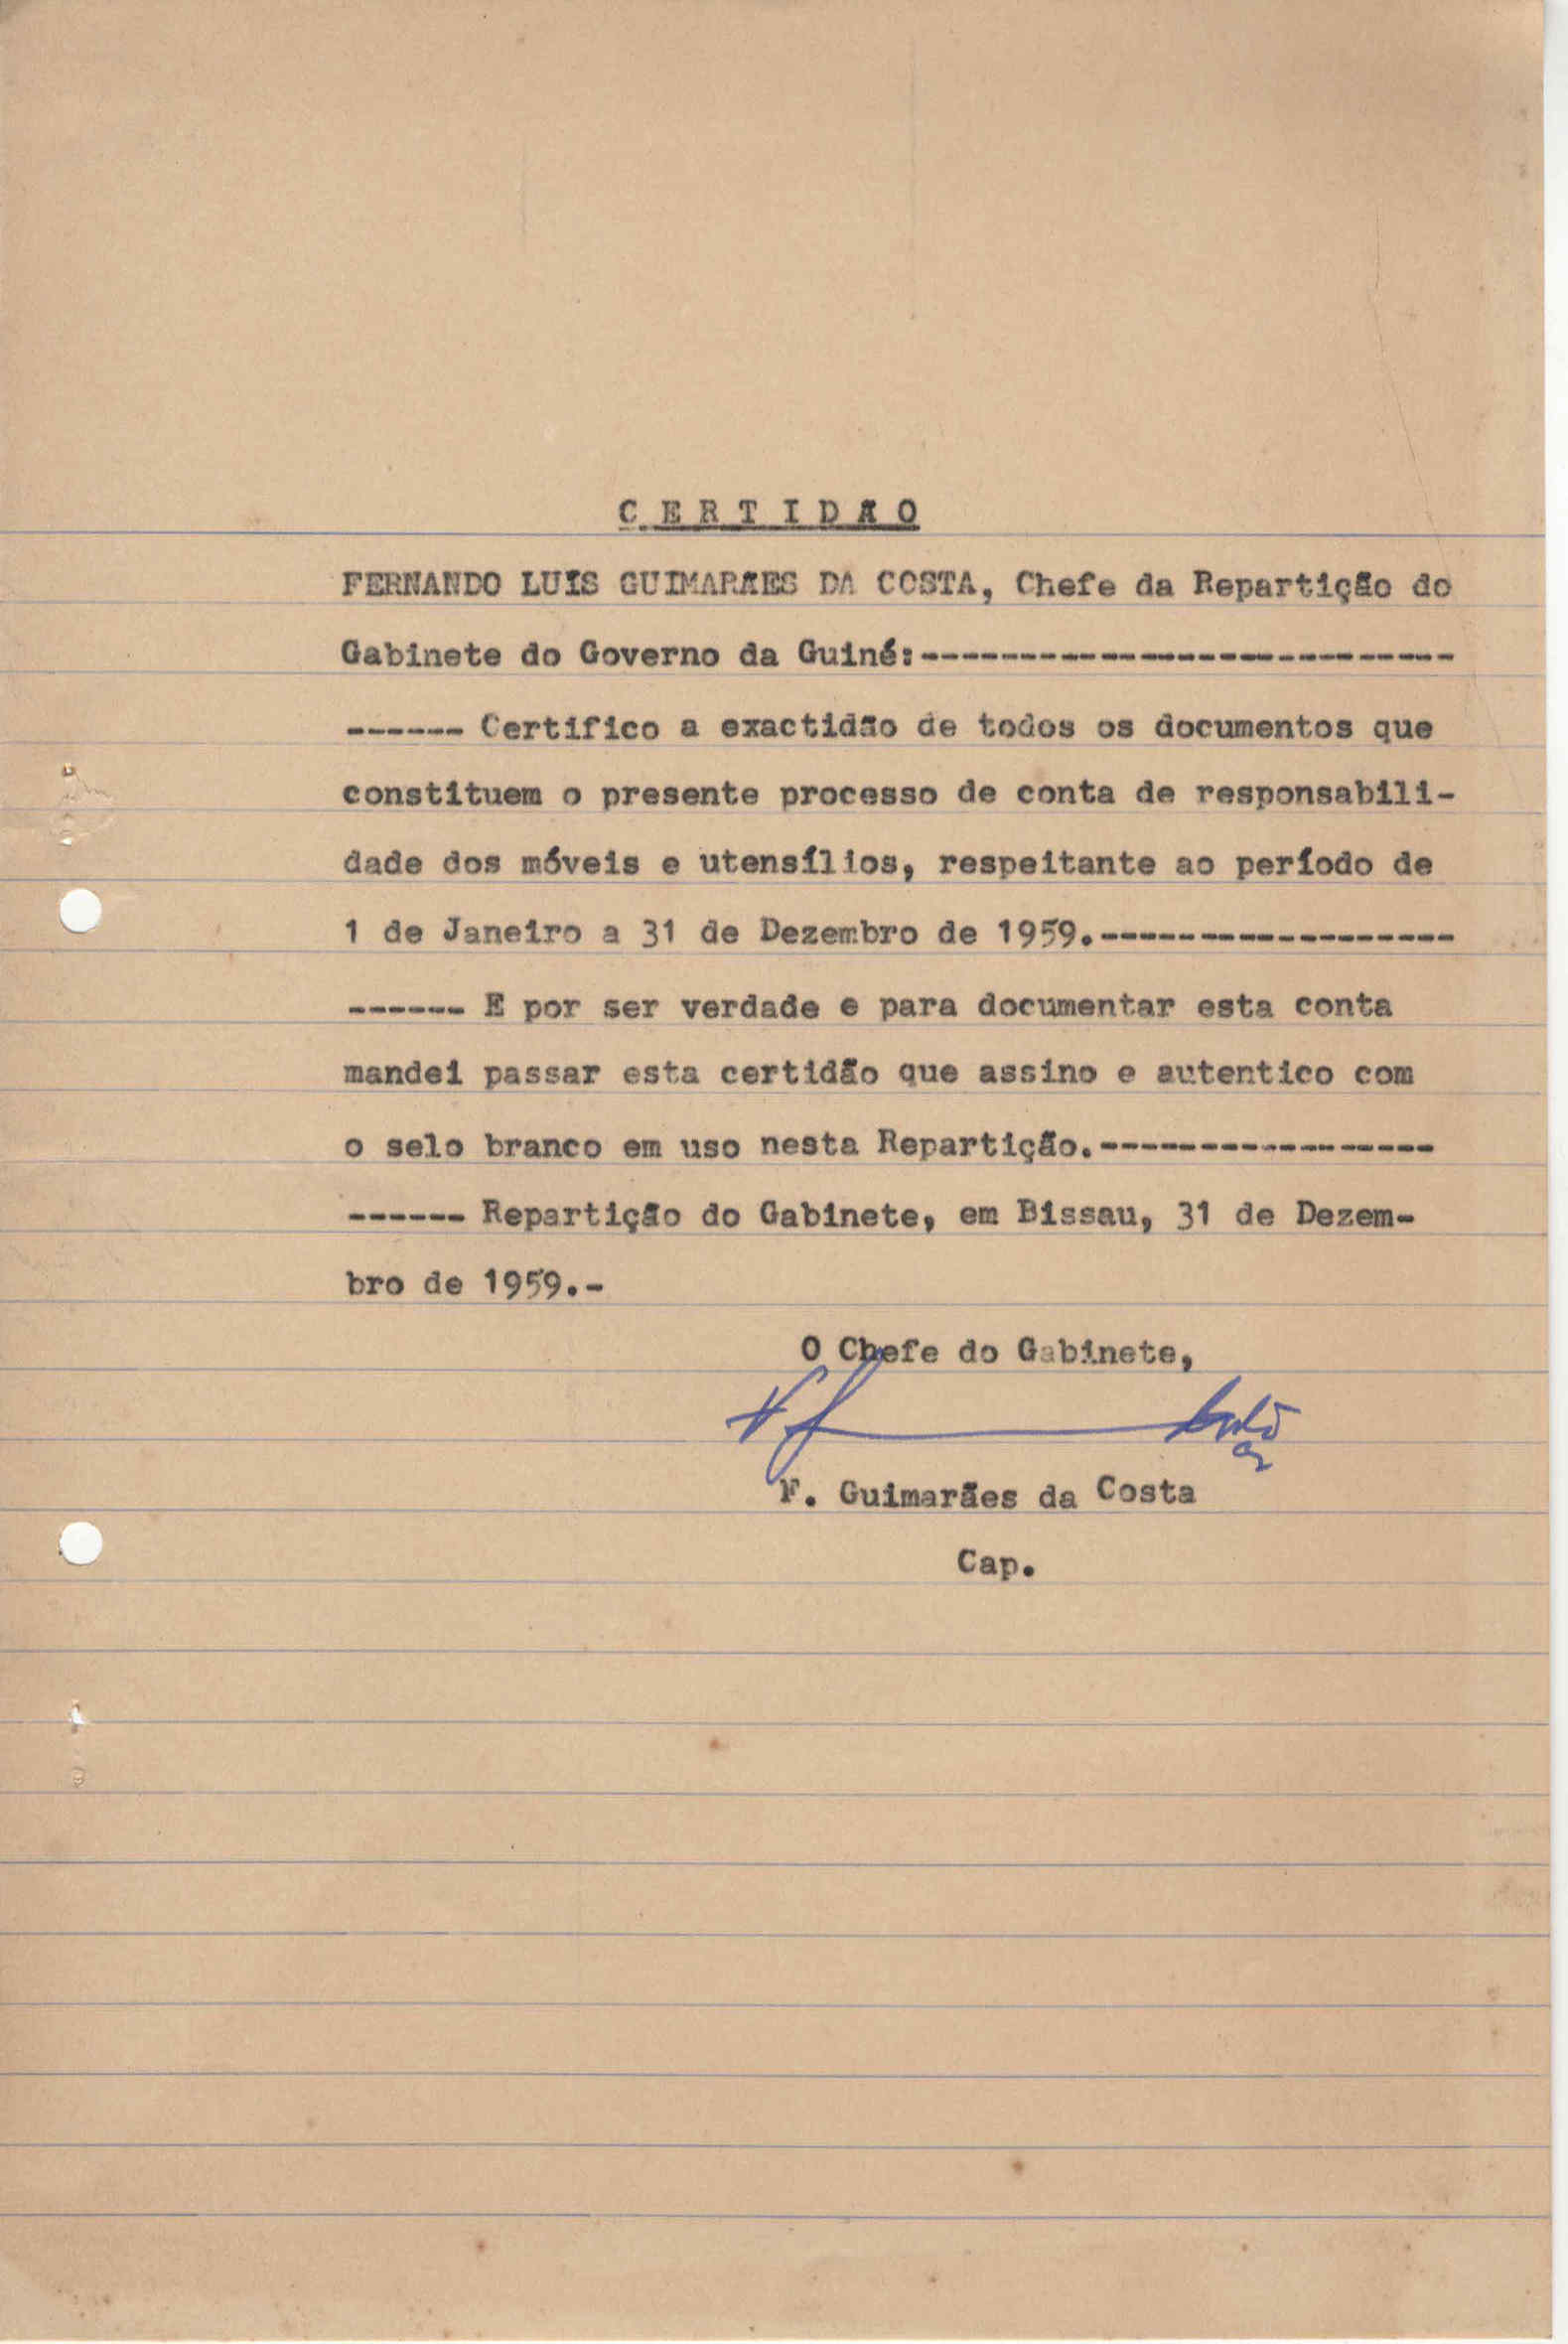 C E R T I D Ã O
FERNANDO LUÍS GUIMARÃES DA COSTA, Chefe da Repartição do
Gabinete do Governo da Guiné:---------------------------
------ Certifico a exactidão de todos os documentos que
constituem o presente processo de conta de responsabili-
dade dos móveis e utensílios, respeitante ao período de
1 de Janeiro a 31 de Dezembro de 1959.------------------
------ E por ser verdade e para documentar esta conta
mandei passar esta certidão que assino e autentico com
o selo branco em uso nesta Repartição.-----------------
------ Repartição do Gabinete, em Bissau, 31 de Dezem-
bro de 1959.-
O Chefe do Gabinete,
F. Guimarães da Costa
Cap.